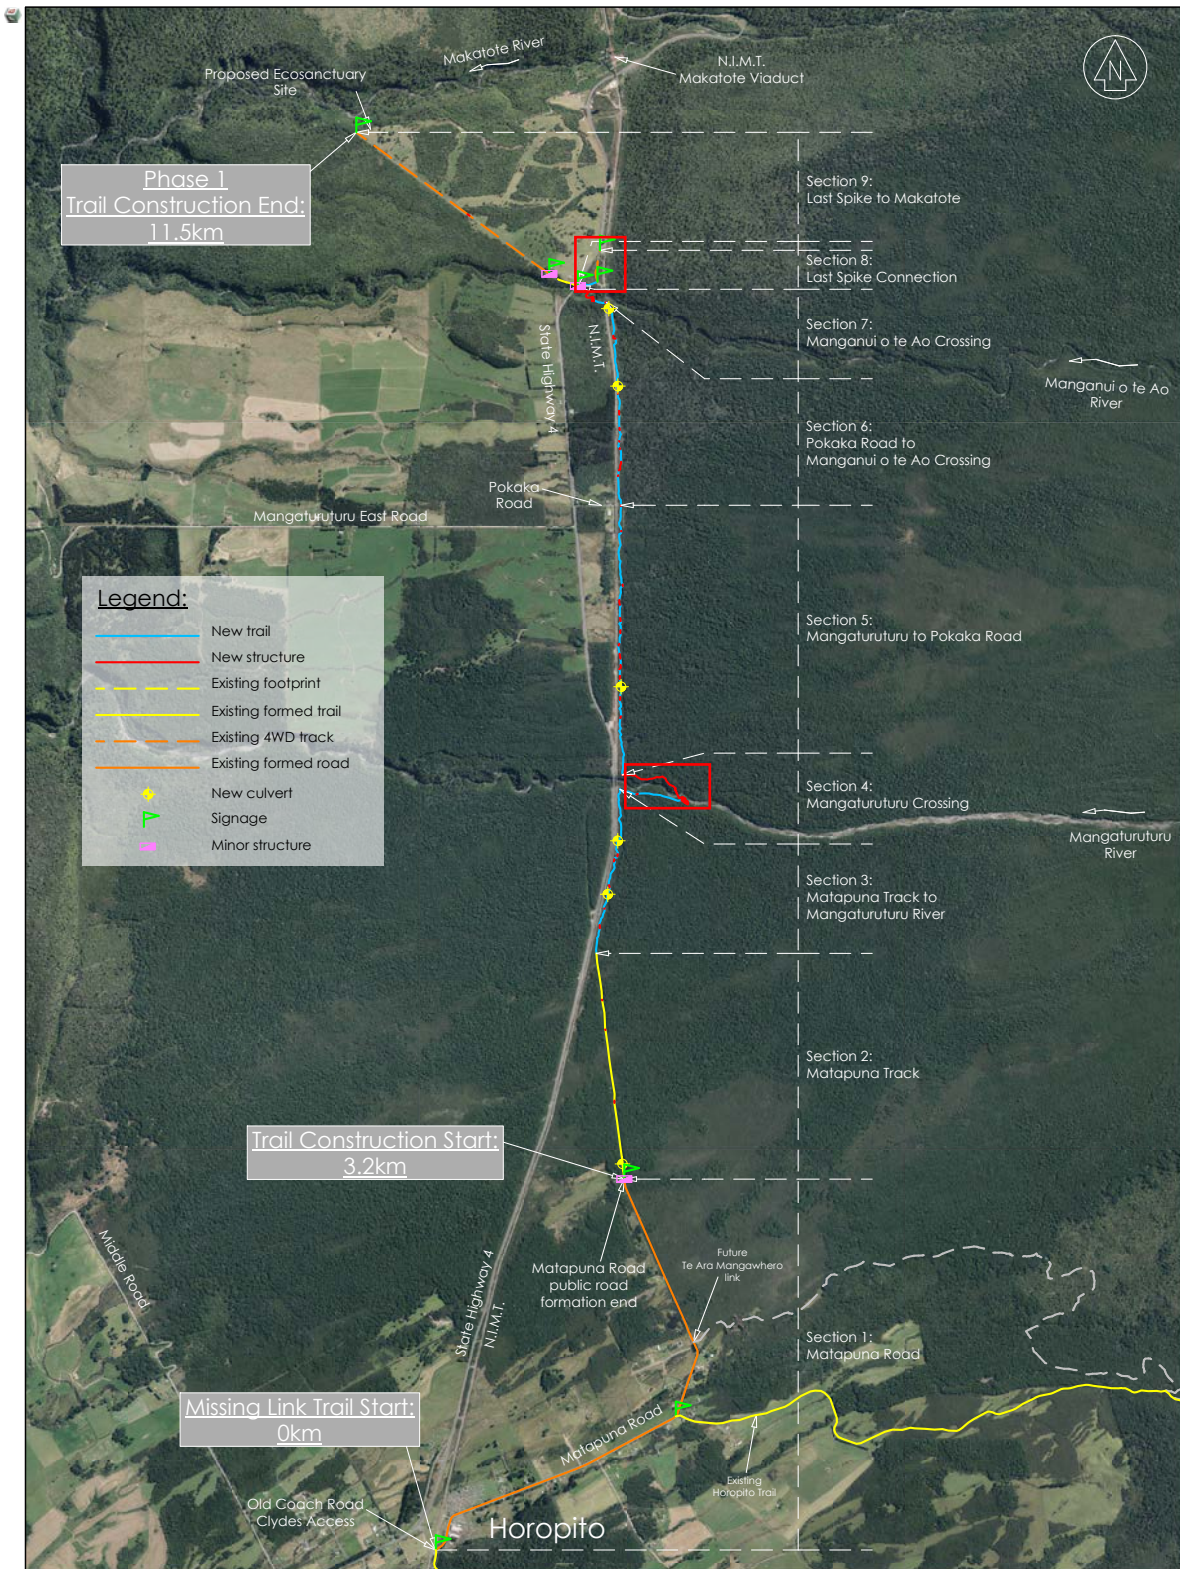 Makatote River
N.I.M.T.
Makatote Viaduct
N
Proposed Ecosanctuary
Site
Phase 1
Trail Construction End:
11.5km
Section 9:
Last Spike to Makatote
Section 8:
Last Spike Connection
Section 7:
Manganui o te Ao Crossing
State Highway 4
N.I.M.T.
Manganui o te Ao
River
Section 6:
Pokaka Road to
Manganui o te Ao Crossing
Pokaka
Road
Mangaturuturu East Road
Legend:
New trail
New structure
Existing footprint
Existing formed trail
Existing 4WD track
Existing formed road
New culvert
Signage
Minor structure
Section 5:
Mangaturuturu to Pokaka Road
Section 4:
Mangaturuturu Crossing
Mangaturuturu
River
Section 3:
Matapuna Track to
Mangaturuturu River
Section 2:
Matapuna Track
Trail Construction Start:
3.2km
Middle Road
State Highway 4
N.I.M.T.
Matapuna Road
public road
formation end
Future
Te Ara Mangawhero
link
Section 1:
Matapuna Road
Missing Link Trail Start:
0km
Matapuna Road
Existing
Horopito Trail
Old Coach Road
Clydes Access
Horopito